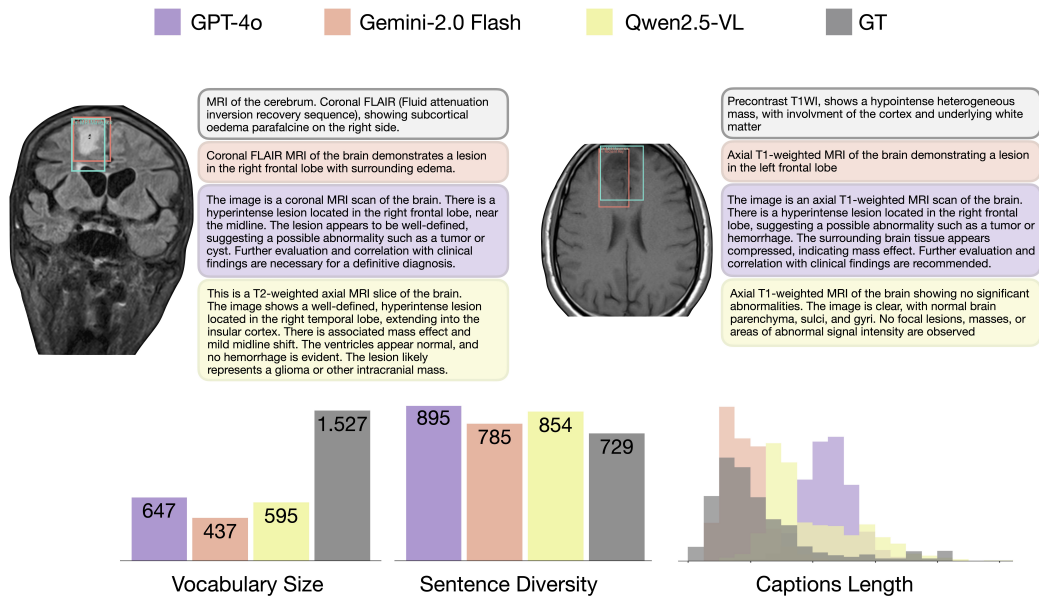 GPT-4o
Gemini-2.0 Flash
Qwen2.5-VL
GT
MRI of the cerebrum. Coronal FLAIR (Fluid attenuation
inversion recovery sequence), showing subcortical
oedema parafalcine on the right side.
Coronal FLAIR MRI of the brain demonstrates a lesion
in the right frontal lobe with surrounding edema.
The image is a coronal MRI scan of the brain. There is a
hyperintense lesion located in the right frontal lobe, near
the midline. The lesion appears to be well-defined,
suggesting a possible abnormality such as a tumor or
cyst. Further evaluation and correlation with clinical
findings are necessary for a definitive diagnosis.
This is a T2-weighted axial MRI slice of the brain.
The image shows a well-defined, hyperintense lesion
located in the right temporal lobe, extending into the
insular cortex. There is associated mass effect and
mild midline shift. The ventricles appear normal, and
no hemorrhage is evident. The lesion likely
represents a glioma or other intracranial mass.
Precontrast T1WI, shows a hypointense heterogeneous
mass, with involvment of the cortex and underlying white
matter
Axial T1-weighted MRI of the brain demonstrating a lesion
in the left frontal lobe
The image is an axial T1-weighted MRI scan of the brain.
There is a hyperintense lesion located in the right frontal
lobe, suggesting a possible abnormality such as a tumor or
hemorrhage. The surrounding brain tissue appears
compressed, indicating mass effect. Further evaluation and
correlation with clinical findings are recommended.
Axial T1-weighted MRI of the brain showing no significant
abnormalities. The image is clear, with normal brain
parenchyma, sulci, and gyri. No focal lesions, masses, or
areas of abnormal signal intensity are observed
647
437
595
1.527
Vocabulary Size
895
785
854
729
Sentence Diversity
Captions Length